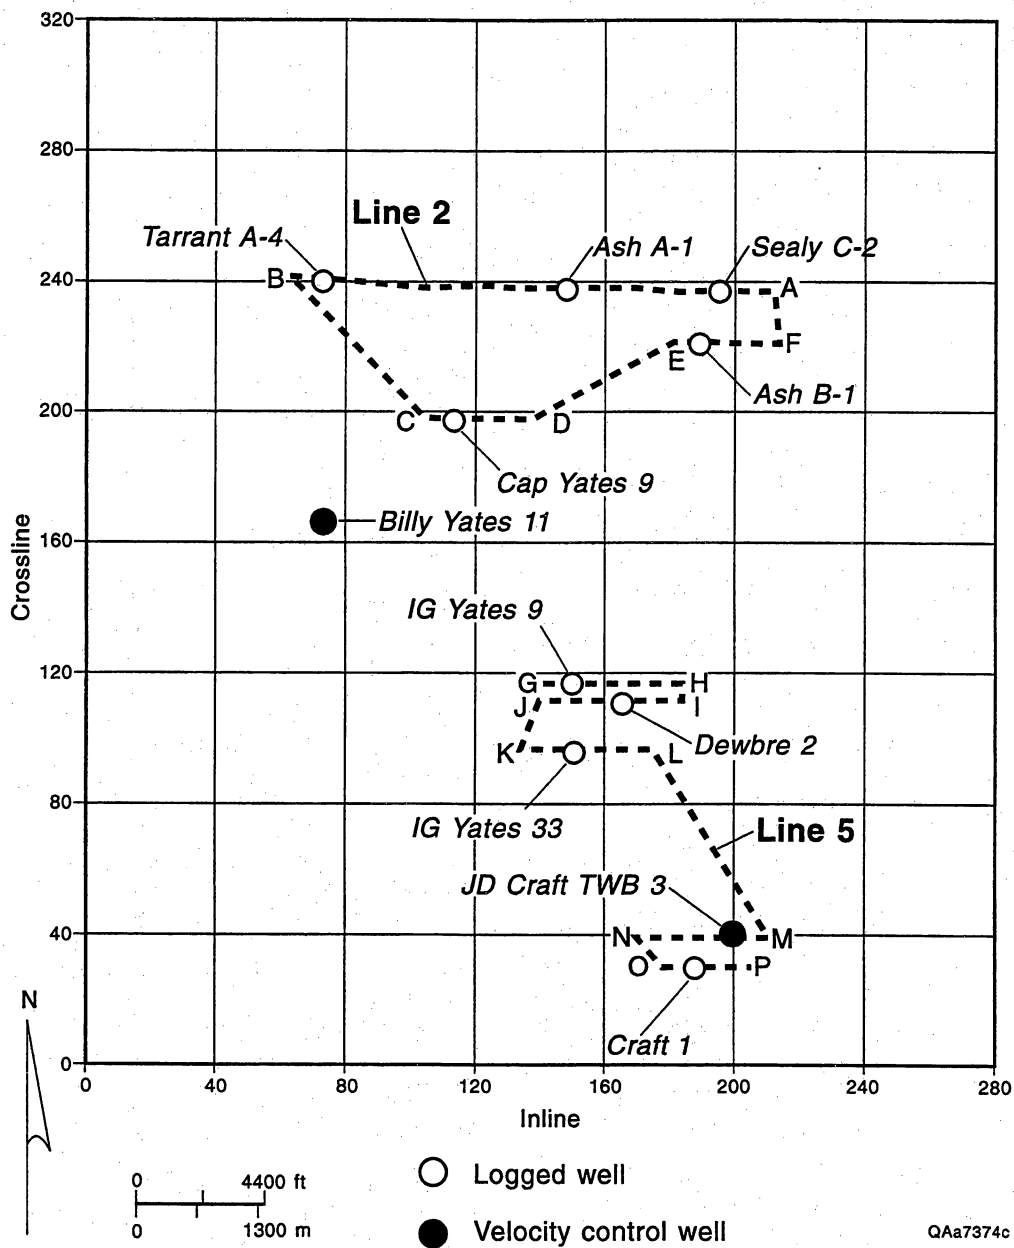 320
280
Line 2
Tarrant A-4
Ash A-1
Sealy C-2
240
B
A
F
E
Ash B-1
200
C
D
Cap Yates 9
Billy Yates 11
160
Crossline
IG Yates 9
120
G
H
J
I
Dewbre 2
K
L
80
IG Yates 33
Line 5
JD Craft TWB 3
40
N
M
O
P
N
Craft 1
0
0 40 80 120 160 200 240 280
Inline
0 4400 ft
0 1300 m
Logged well
Velocity control well
QAa7374c